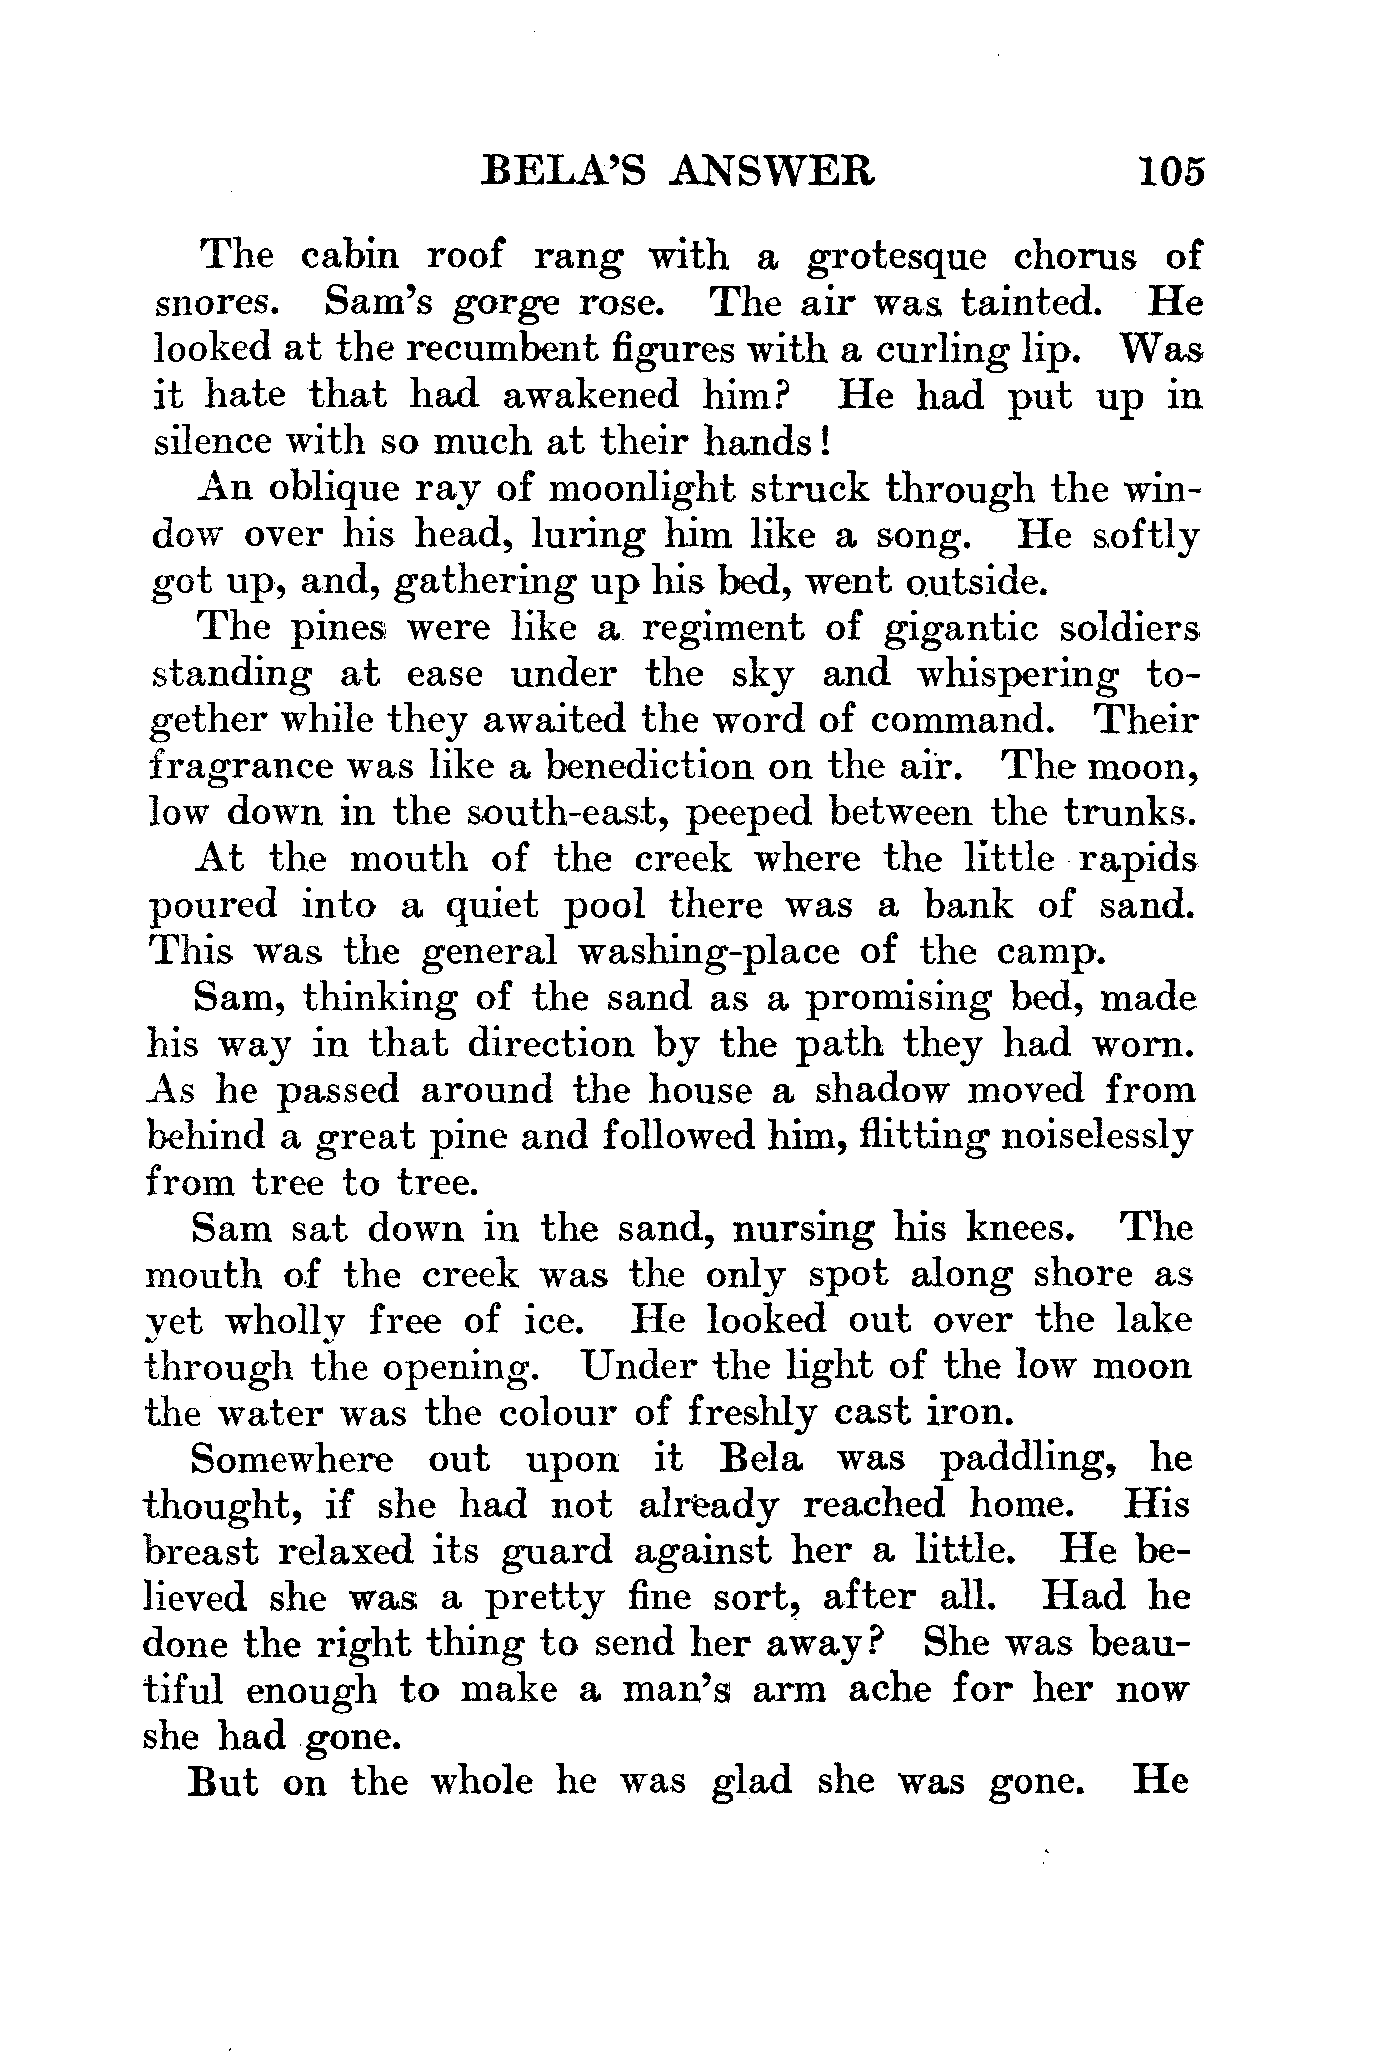 BELA'S ANSWER 105
The cabin roof rang with a grotesque chorus of
snores. Sam's gorge rose. The air was tainted. He
looked at the recumbent figures with a curling lip. Was
it hate that had awakened him? He had put up in
silence with so much at their hands!
An oblique ray of moonlight struck through the win-
dow over his head, luring him like a song. He softly
got up, and, gathering up his bed, went outside.
The pines were like a regiment of gigantic soldiers
standing at ease under the sky and whispering to-
gether while they awaited the word of command. Their
fragrance was like a benediction on the air. The moon,
low down in the south-east, peeped between the trunks.
At the mouth of the creek where the little rapids
poured into a quiet pool there was a bank of sand.
This was the general washing-place of the camp.
Sam, thinking of the sand as a promising bed, made
his way in that direction by the path they had worn.
As he passed around the house a shadow moved from
behind a great pine and followed him, flitting noiselessly
from tree to tree.
Sam sat down in the sand, nursing his knees. The
mouth of the creek was the only spot along shore as
yet wholly free of ice. He looked out over the lake
through the opening. Under the light of the low moon
the water was the colour of freshly cast iron.
Somewhere out upon it Bela was paddling, he
thought, if she had not already reached home. His
breast relaxed its guard against her a little. He be-
lieved she was a pretty fine sort, after all. Had he
done the right thing to send her away? She was beau-
tiful enough to make a man's arm ache for her now
she had gone.
But on the whole he was glad she was gone. He